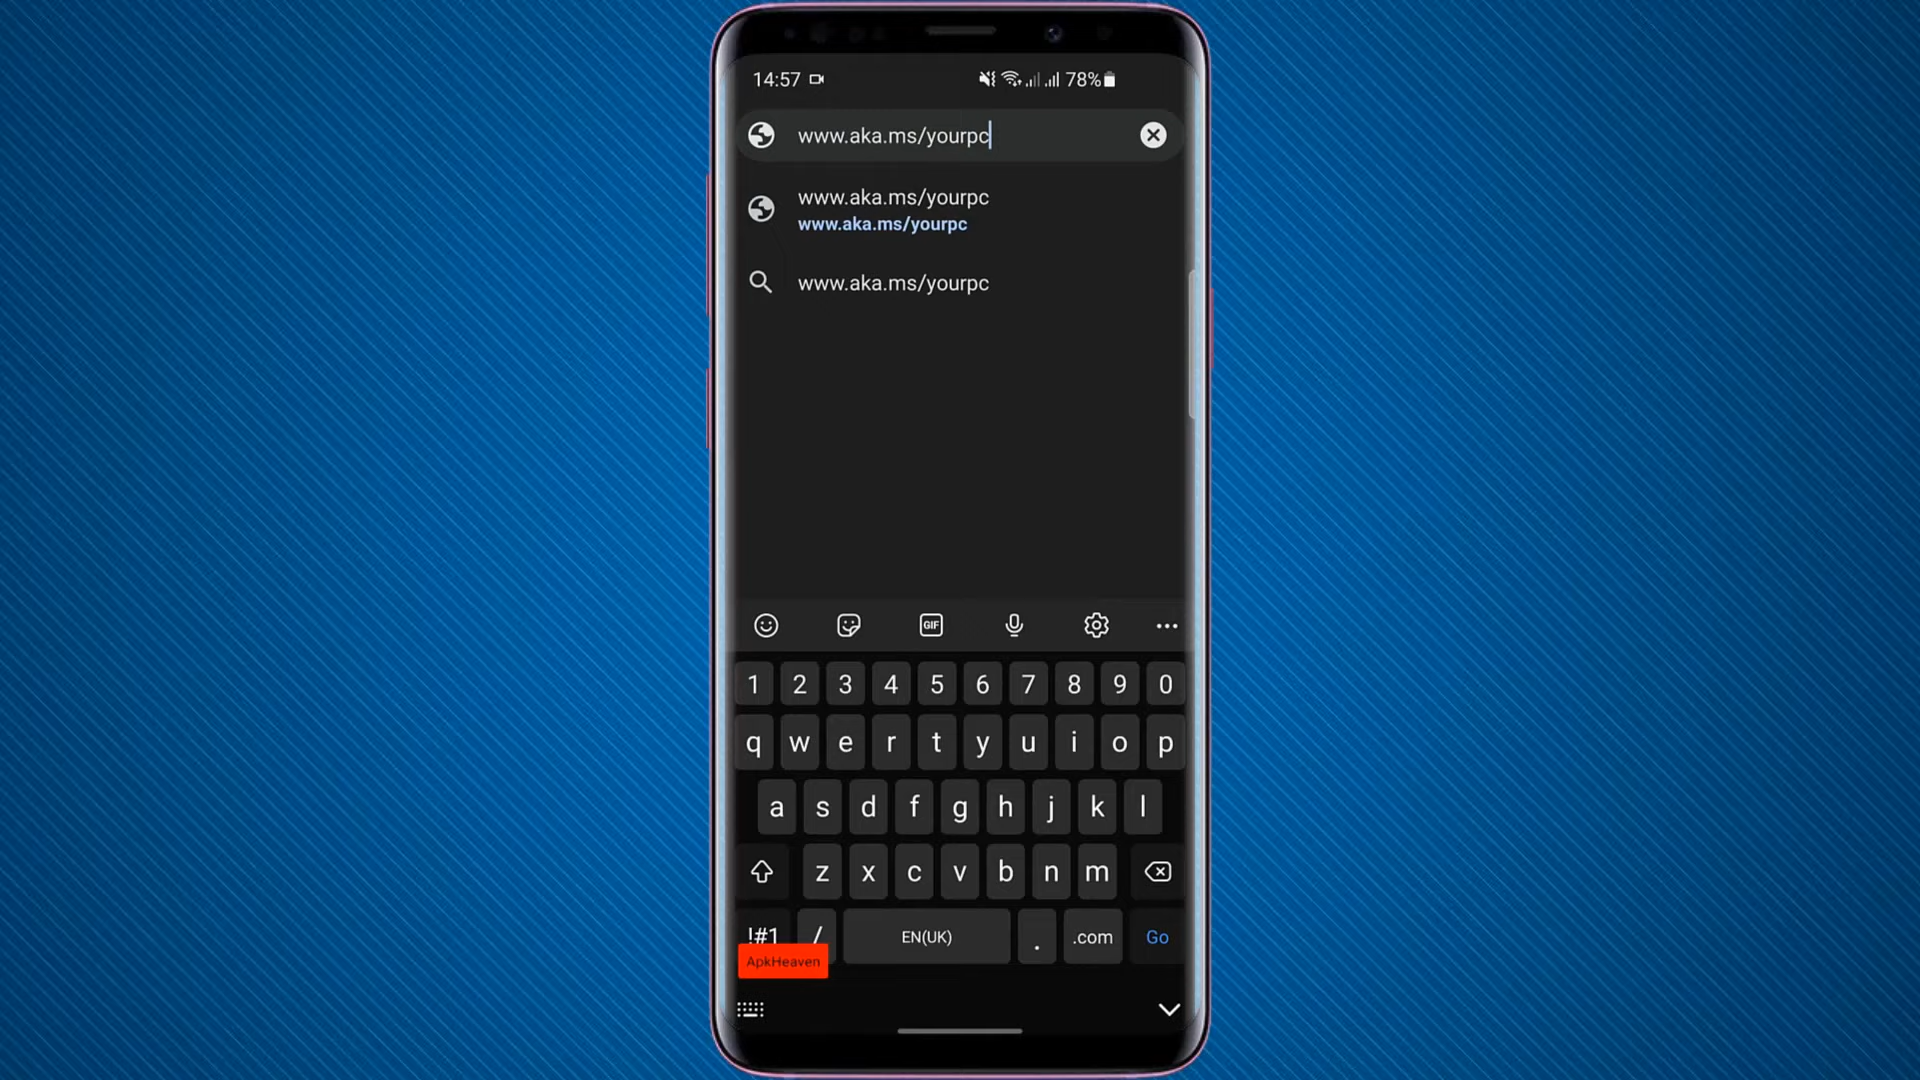 14:57 78%
www.aka.ms/yourpc
www.aka.ms/yourpc
www.aka.ms/yourpc
www.aka.ms/yourpc
GIF
1 2 3 4 5 6 7 8 9 0
q w e r t y u i o p
a s d f g h j k l
z x c v b n m
!#1 / EN(UK) . .com Go
ApkHeaven